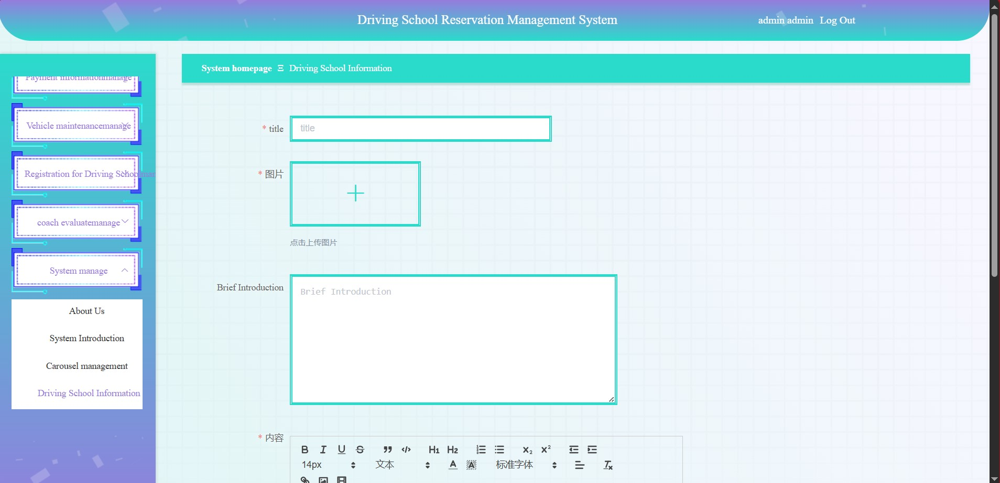 Driving School Reservation Management System
admin admin Log Out
System homepage Ξ Driving School Information
Payment informationmanage
Vehicle maintenancemanage
Registration for Driving Schoolman
coach evaluatemanage
System manage
About Us
System Introduction
Carousel management
Driving School Information
* title
title
* 图片
点击上传图片
Brief Introduction
Brief Introduction
* 内容
B I U S ” </> H1 H2 x₂ x²
14px 文本 A A 标准字体 Tx